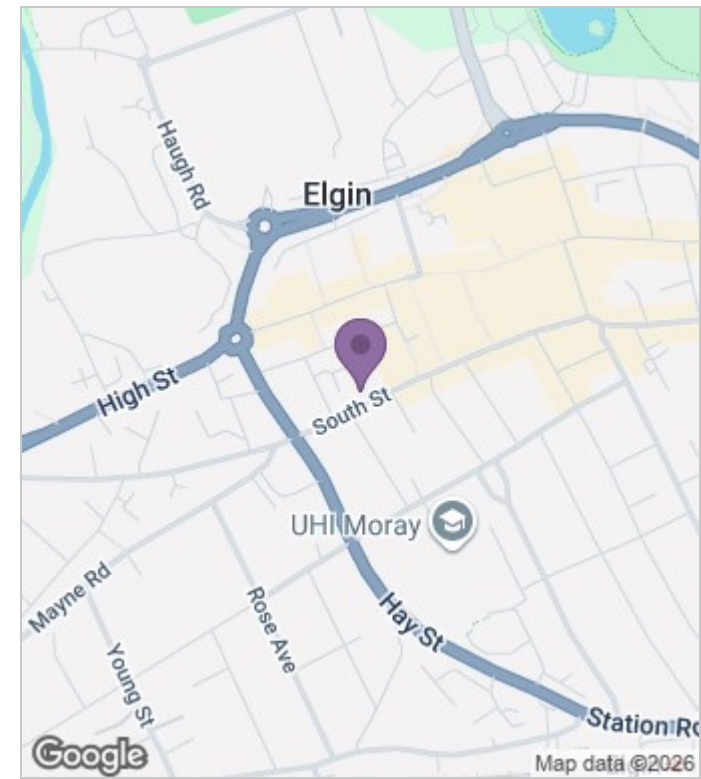 Haugh Rd
Elgin
High St
South St
UHI Moray
Mayne Rd
Rose Ave
Hay St
Young St
Station Ro
Google
Map data ©2026